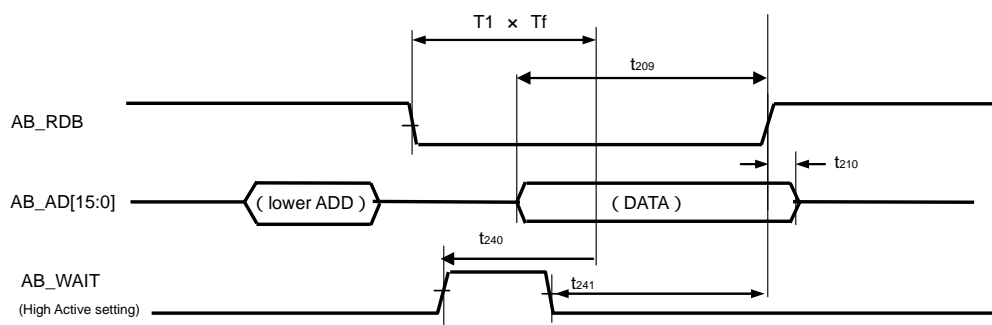 T1 × Tf
t209
AB_RDB
t210
AB_AD[15:0]
( lower ADD )
( DATA )
t240
AB_WAIT
t241
(High Active setting)